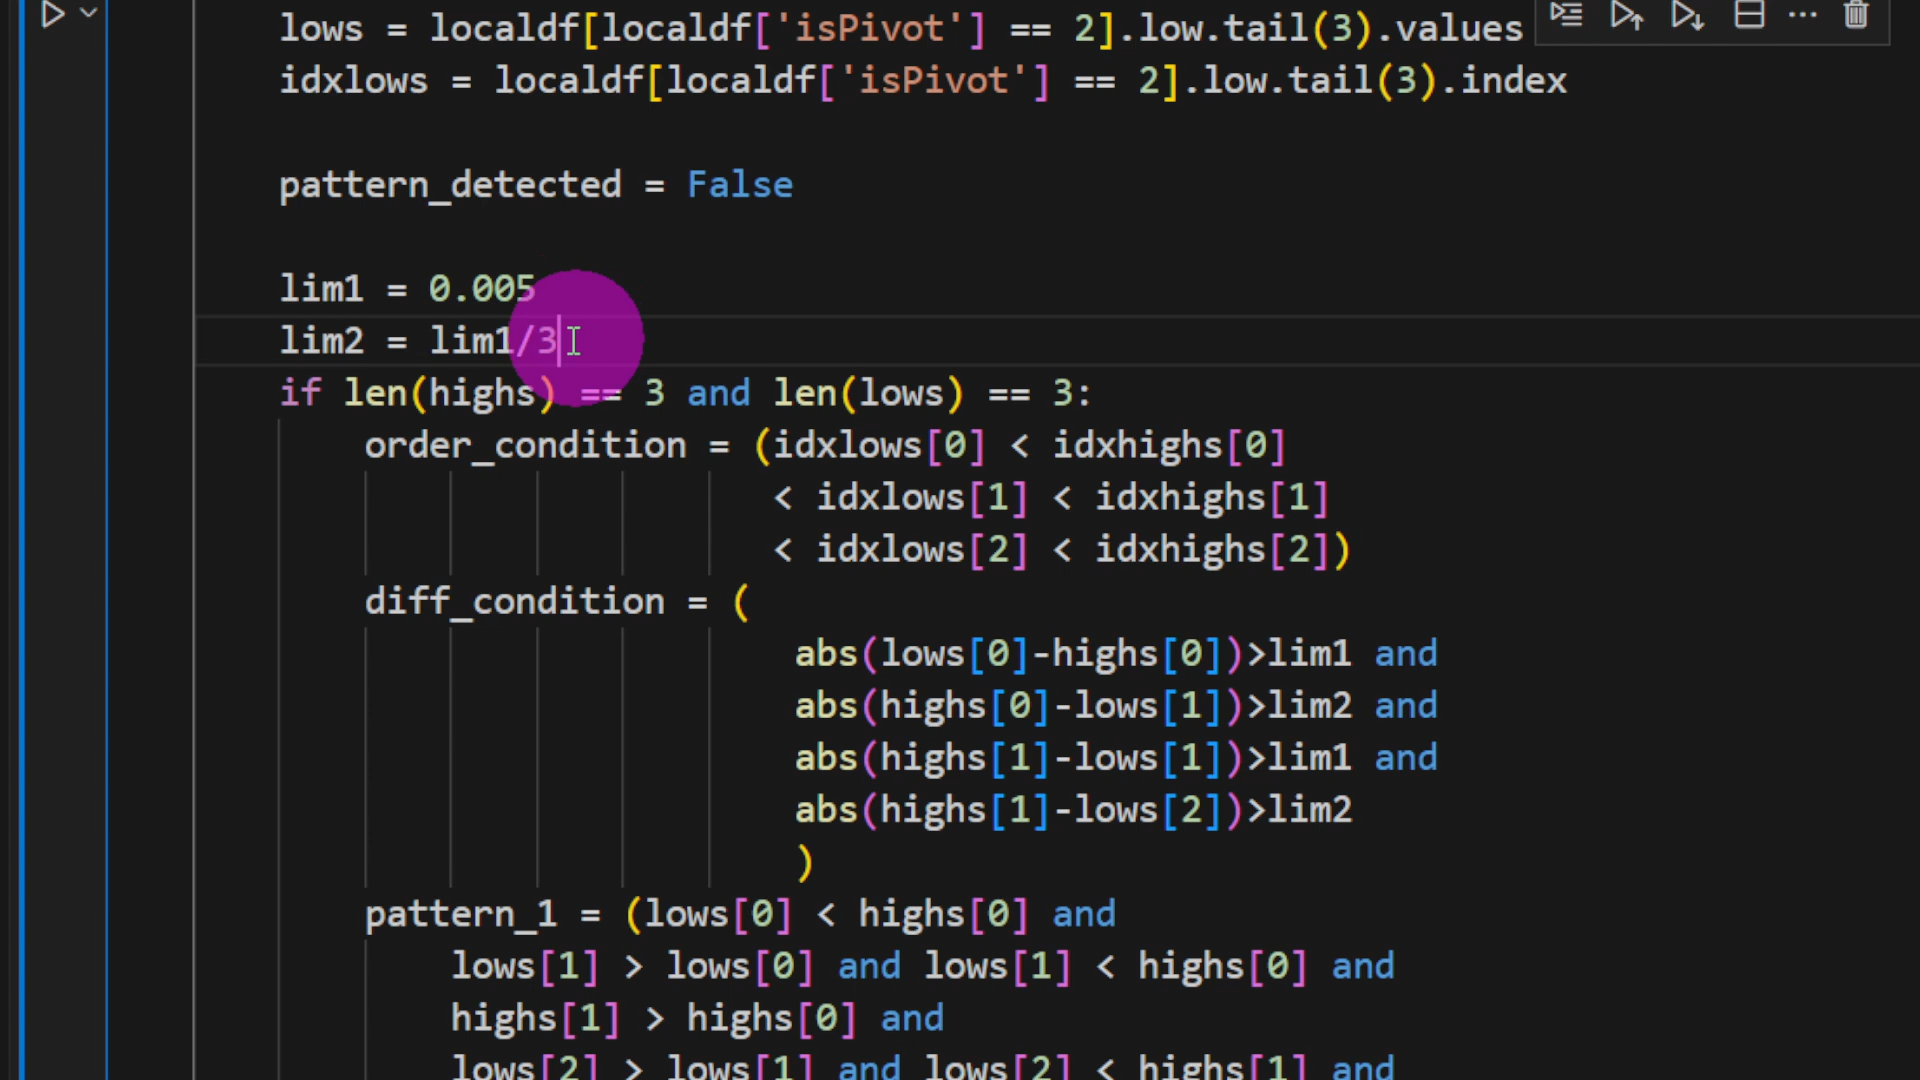 lows = localdf[localdf['isPivot'] == 2].low.tail(3).values
idxlows = localdf[localdf['isPivot'] == 2].low.tail(3).index
pattern_detected = False
lim1 = 0.005
lim2 = lim1/3
if len(highs) == 3 and len(lows) == 3:
order_condition = (idxlows[0] < idxhighs[0]
< idxlows[1] < idxhighs[1]
< idxlows[2] < idxhighs[2])
diff_condition = (
abs(lows[0]-highs[0])>lim1 and
abs(highs[0]-lows[1])>lim2 and
abs(highs[1]-lows[1])>lim1 and
abs(highs[1]-lows[2])>lim2
)
pattern_1 = (lows[0] < highs[0] and
lows[1] > lows[0] and lows[1] < highs[0] and
highs[1] > highs[0] and
lows[2] > lows[1] and lows[2] < highs[1] and